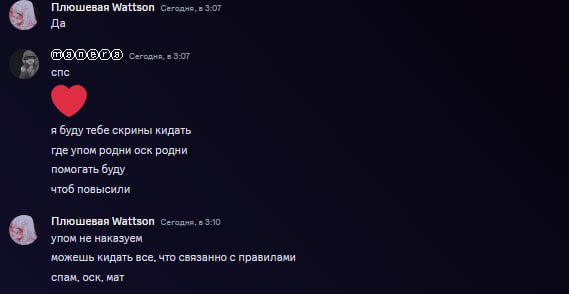 Плюшевая Wattson Сегодня, в 3:07
Да
ⓜⓐⓝⓔⓡⓐ Сегодня, в 3:07
спс
я буду тебе скрины кидать
где упом родни оск родни
помогать буду
чтоб повысили
Плюшевая Wattson Сегодня, в 3:10
упом не наказуем
можешь кидать все, что связанно с правилами
спам, оск, мат